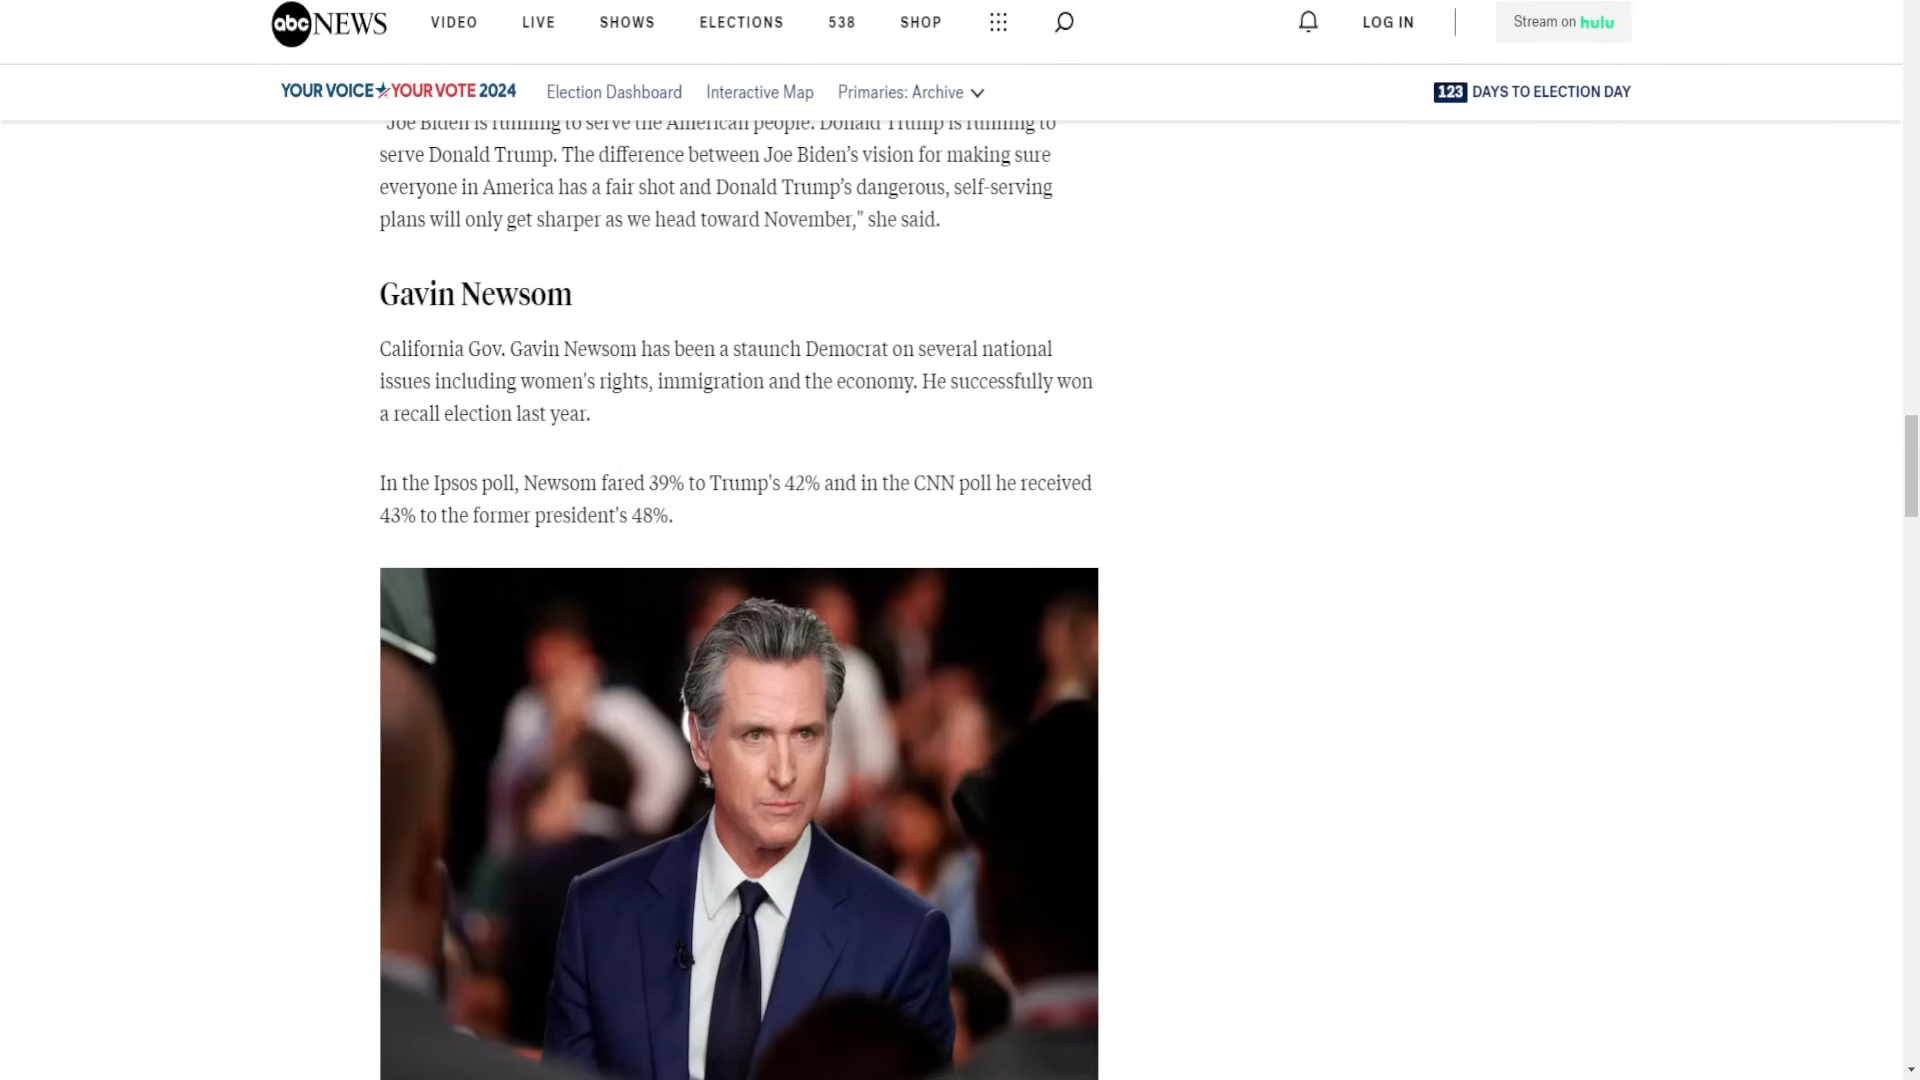 abc NEWS VIDEO LIVE SHOWS ELECTIONS 538 SHOP LOG IN Stream on hulu
YOUR VOICE YOUR VOTE 2024 Election Dashboard Interactive Map Primaries: Archive 123 DAYS TO ELECTION DAY
"Joe Biden is running to serve the American people. Donald Trump is running to
serve Donald Trump. The difference between Joe Biden’s vision for making sure
everyone in America has a fair shot and Donald Trump’s dangerous, self-serving
plans will only get sharper as we head toward November," she said.
Gavin Newsom
California Gov. Gavin Newsom has been a staunch Democrat on several national
issues including women's rights, immigration and the economy. He successfully won
a recall election last year.
In the Ipsos poll, Newsom fared 39% to Trump's 42% and in the CNN poll he received
43% to the former president's 48%.